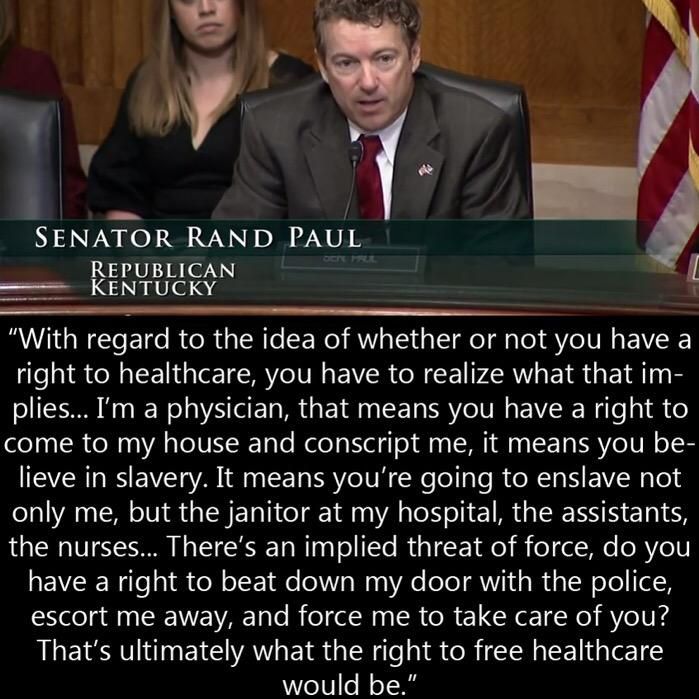 SENATOR RAND PAUL
REPUBLICAN
KENTUCKY
SEN. PAUL
“With regard to the idea of whether or not you have a
right to healthcare, you have to realize what that im-
plies... I’m a physician, that means you have a right to
come to my house and conscript me, it means you be-
lieve in slavery. It means you’re going to enslave not
only me, but the janitor at my hospital, the assistants,
the nurses... There’s an implied threat of force, do you
have a right to beat down my door with the police,
escort me away, and force me to take care of you?
That’s ultimately what the right to free healthcare
would be.”